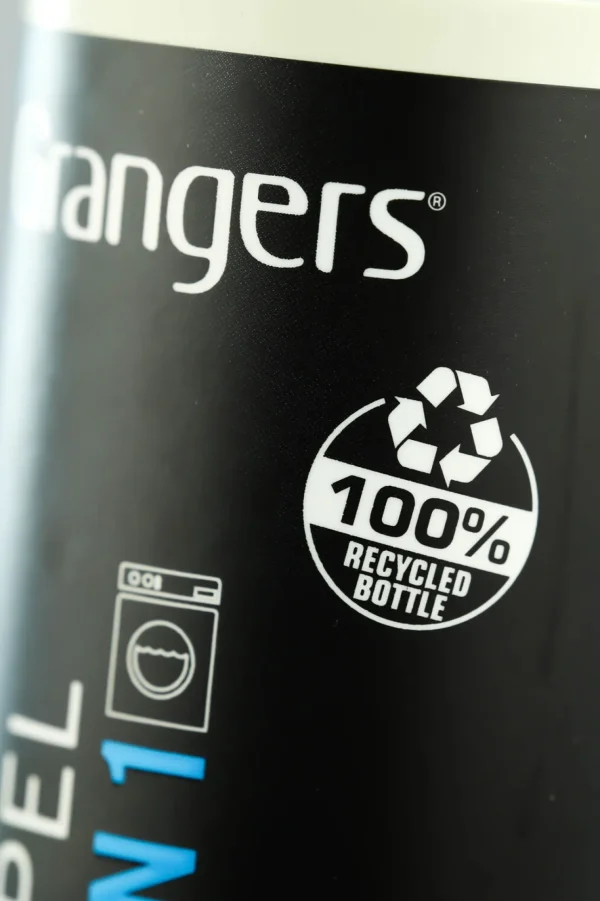 rangers®
100%
RECYCLED
BOTTLE
PEL
N 1